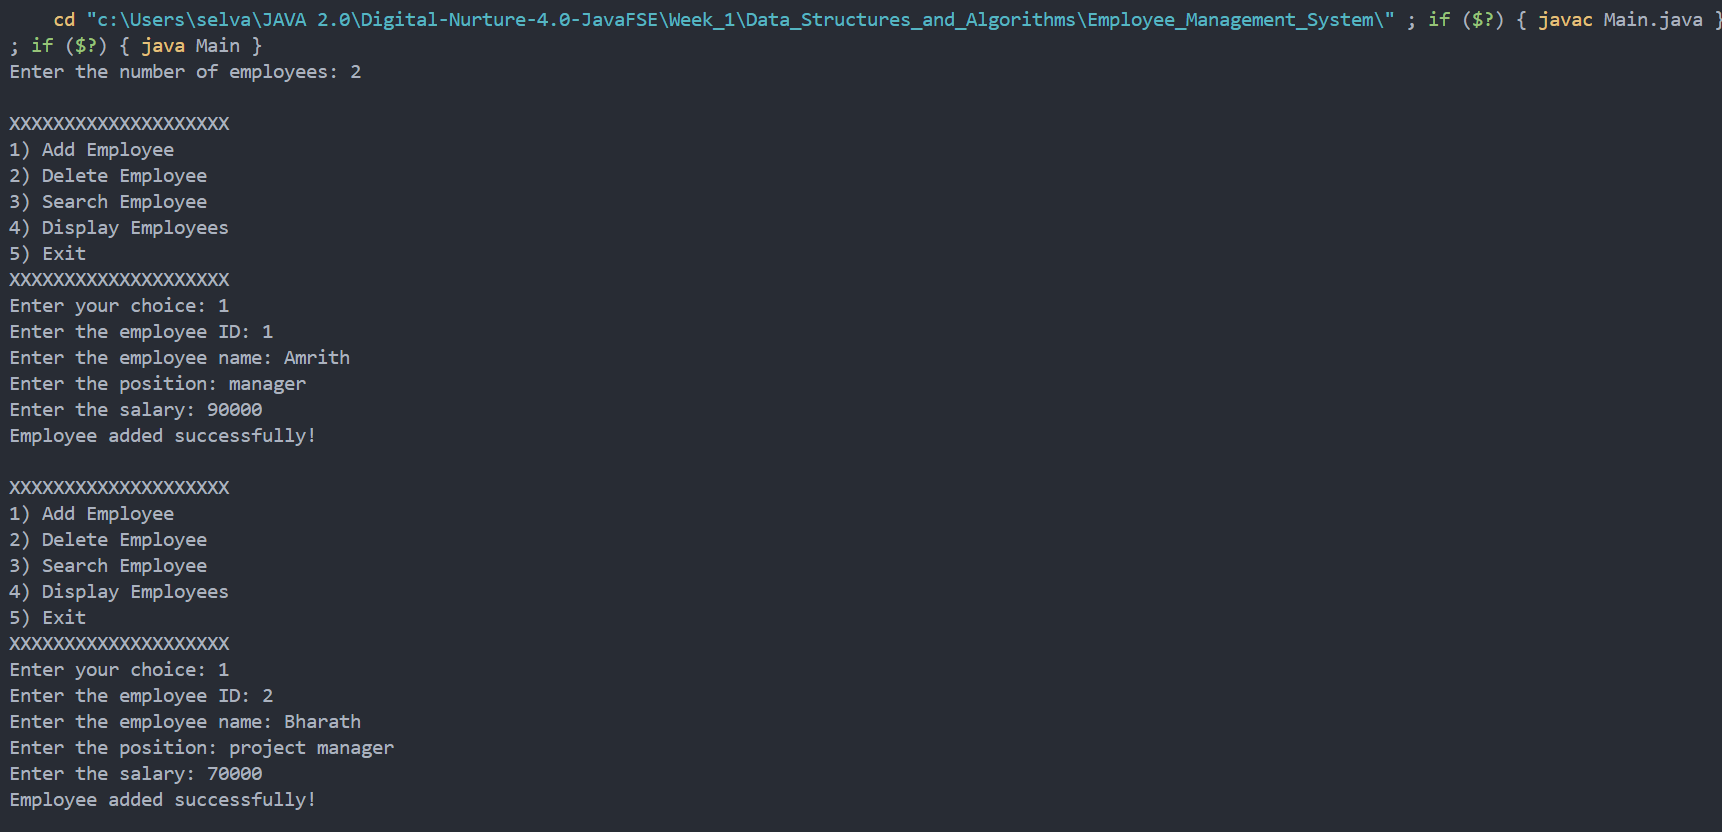 cd "c:\Users\selva\JAVA 2.0\Digital-Nurture-4.0-JavaFSE\Week_1\Data_Structures_and_Algorithms\Employee_Management_System\" ; if ($?) { javac Main.java }
; if ($?) { java Main }
Enter the number of employees: 2
XXXXXXXXXXXXXXXXXXXX
1) Add Employee
2) Delete Employee
3) Search Employee
4) Display Employees
5) Exit
XXXXXXXXXXXXXXXXXXXX
Enter your choice: 1
Enter the employee ID: 1
Enter the employee name: Amrith
Enter the position: manager
Enter the salary: 90000
Employee added successfully!
XXXXXXXXXXXXXXXXXXXX
1) Add Employee
2) Delete Employee
3) Search Employee
4) Display Employees
5) Exit
XXXXXXXXXXXXXXXXXXXX
Enter your choice: 1
Enter the employee ID: 2
Enter the employee name: Bharath
Enter the position: project manager
Enter the salary: 70000
Employee added successfully!